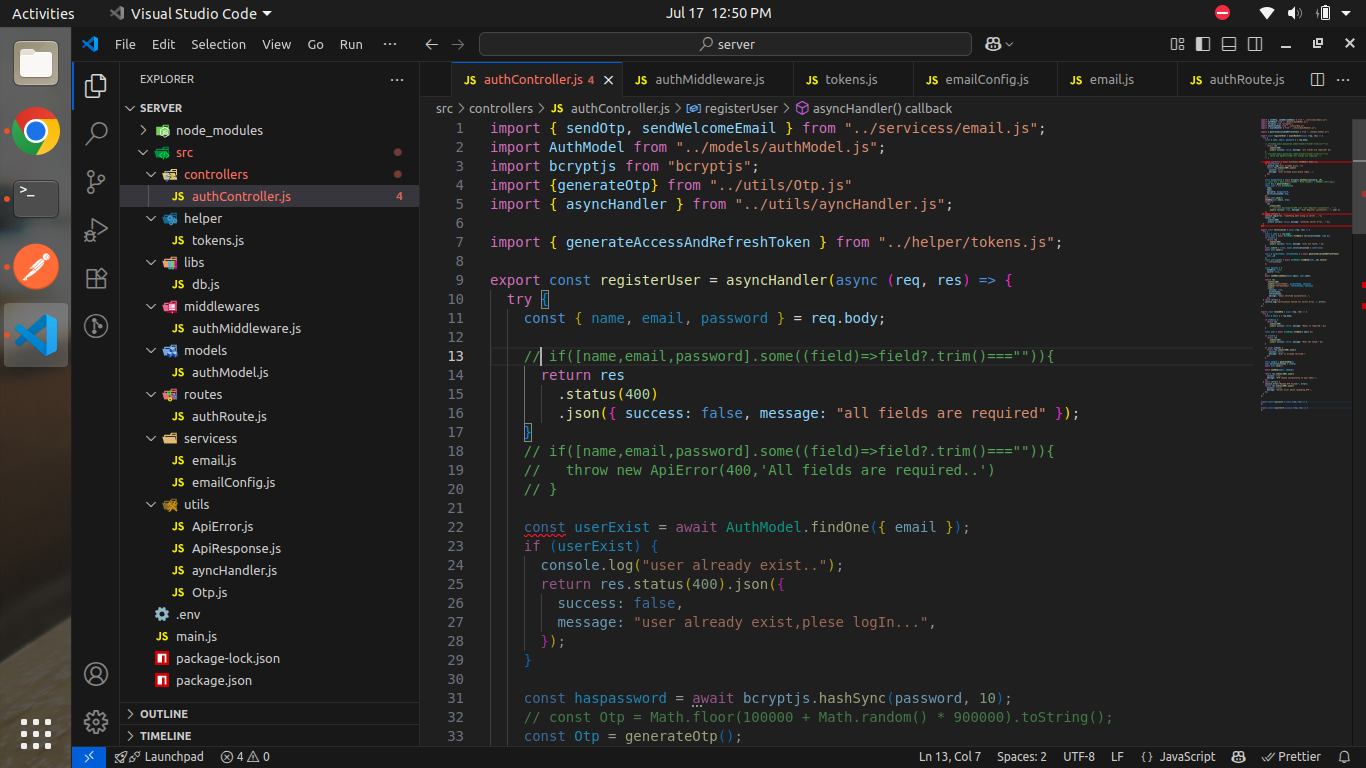 Activities
Visual Studio Code
Jul 17 12:50 PM
File Edit Selection View Go Run ···
server
EXPLORER ···
authController.js 4
JS authMiddleware.js
JS tokens.js
JS emailConfig.js
JS email.js
JS authRoute.js
src > controllers > JS authController.js > registerUser > asyncHandler() callback
SERVER
node_modules
src
controllers
JS authController.js 4
helper
JS tokens.js
libs
JS db.js
middlewares
JS authMiddleware.js
models
JS authModel.js
routes
JS authRoute.js
servicess
JS email.js
JS emailConfig.js
utils
JS ApiError.js
JS ApiResponse.js
JS ayncHandler.js
JS Otp.js
.env
JS main.js
package-lock.json
package.json
OUTLINE
TIMELINE
1 import { sendOtp, sendWelcomeEmail } from "../servicess/email.js";
2 import AuthModel from "../models/authModel.js";
3 import bcryptjs from "bcryptjs";
4 import {generateOtp} from "../utils/Otp.js"
5 import { asyncHandler } from "../utils/ayncHandler.js";
6
7 import { generateAccessAndRefreshToken } from "../helper/tokens.js";
8
9 export const registerUser = asyncHandler(async (req, res) => {
10 try {
11 const { name, email, password } = req.body;
12
13 // if([name,email,password].some((field)=>field?.trim()==="")){
14 return res
15 .status(400)
16 .json({ success: false, message: "all fields are required" });
17 }
18 // if([name,email,password].some((field)=>field?.trim()==="")){
19 //   throw new ApiError(400,'All fields are required..')
20 // }
21
22 const userExist = await AuthModel.findOne({ email });
23 if (userExist) {
24 console.log("user already exist..");
25 return res.status(400).json({
26 success: false,
27 message: "user already exist,plese logIn...",
28 });
29 }
30
31 const haspassword = await bcryptjs.hashSync(password, 10);
32 // const Otp = Math.floor(100000 + Math.random() * 900000).toString();
33 const Otp = generateOtp();
Launchpad 4 0 Ln 13, Col 7 Spaces: 2 UTF-8 LF {} JavaScript Prettier